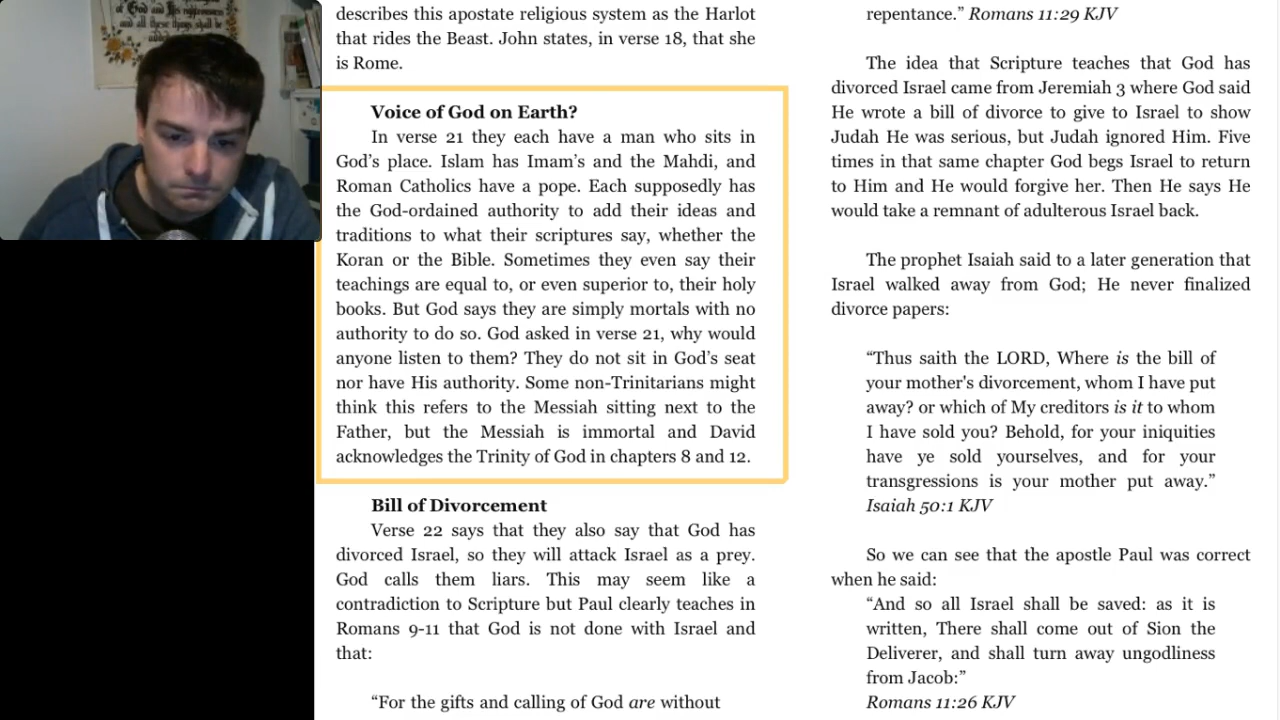 of God and His righteousness
and all these things shall be
describes this apostate religious system as the Harlot
that rides the Beast. John states, in verse 18, that she
is Rome.
Voice of God on Earth?
In verse 21 they each have a man who sits in
God's place. Islam has Imam's and the Mahdi, and
Roman Catholics have a pope. Each supposedly has
the God-ordained authority to add their ideas and
traditions to what their scriptures say, whether the
Koran or the Bible. Sometimes they even say their
teachings are equal to, or even superior to, their holy
books. But God says they are simply mortals with no
authority to do so. God asked in verse 21, why would
anyone listen to them? They do not sit in God's seat
nor have His authority. Some non-Trinitarians might
think this refers to the Messiah sitting next to the
Father, but the Messiah is immortal and David
acknowledges the Trinity of God in chapters 8 and 12.
Bill of Divorcement
Verse 22 says that they also say that God has
divorced Israel, so they will attack Israel as a prey.
God calls them liars. This may seem like a
contradiction to Scripture but Paul clearly teaches in
Romans 9-11 that God is not done with Israel and
that:
“For the gifts and calling of God are without
repentance.” Romans 11:29 KJV
The idea that Scripture teaches that God has
divorced Israel came from Jeremiah 3 where God said
He wrote a bill of divorce to give to Israel to show
Judah He was serious, but Judah ignored Him. Five
times in that same chapter God begs Israel to return
to Him and He would forgive her. Then He says He
would take a remnant of adulterous Israel back.
The prophet Isaiah said to a later generation that
Israel walked away from God; He never finalized
divorce papers:
“Thus saith the LORD, Where is the bill of
your mother's divorcement, whom I have put
away? or which of My creditors is it to whom
I have sold you? Behold, for your iniquities
have ye sold yourselves, and for your
transgressions is your mother put away.”
Isaiah 50:1 KJV
So we can see that the apostle Paul was correct
when he said:
“And so all Israel shall be saved: as it is
written, There shall come out of Sion the
Deliverer, and shall turn away ungodliness
from Jacob:”
Romans 11:26 KJV